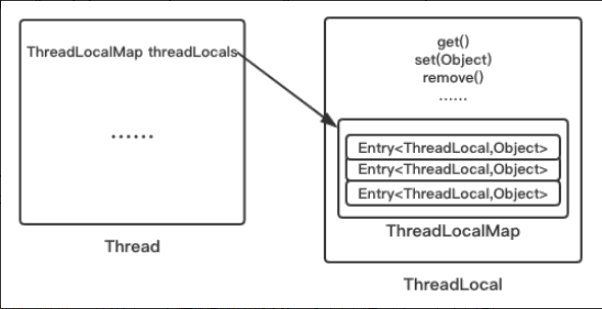 ThreadLocalMap threadLocals
......
Thread
get()
set(Object)
remove()
......
Entry<ThreadLocal,Object>
Entry<ThreadLocal,Object>
Entry<ThreadLocal,Object>
ThreadLocalMap
ThreadLocal